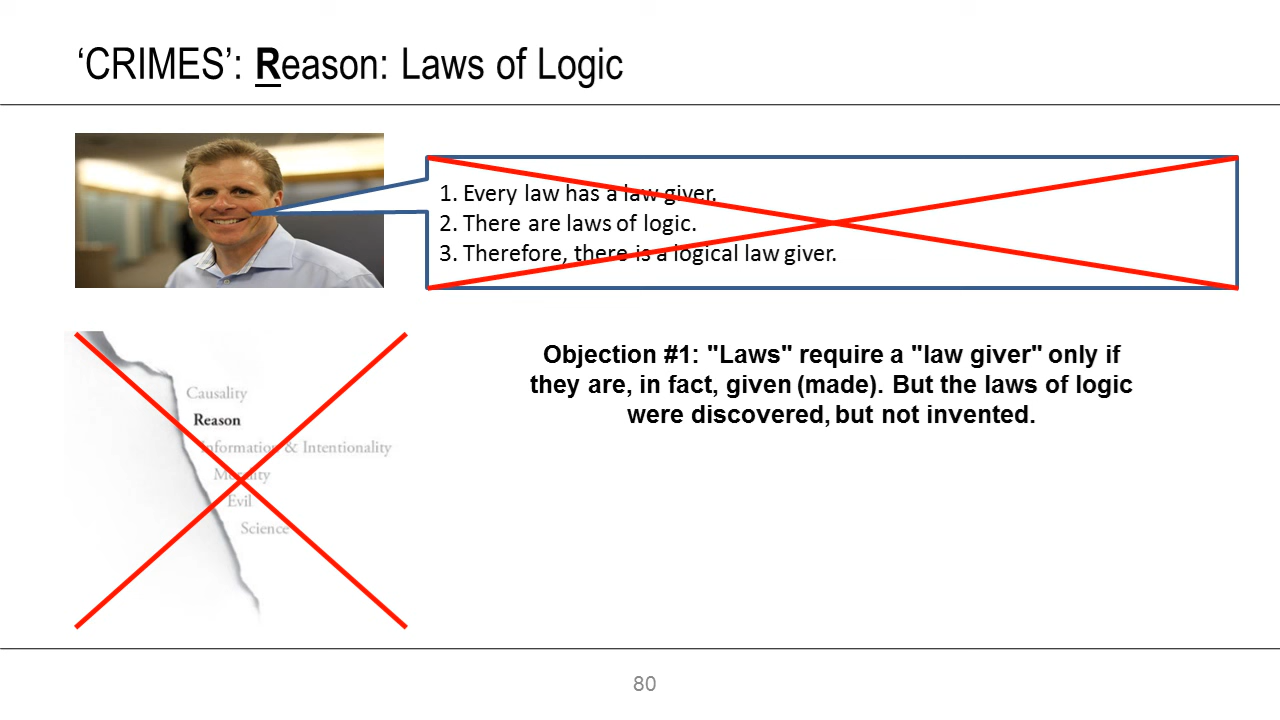 ‘CRIMES’: Reason: Laws of Logic
1. Every law has a law giver.
2. There are laws of logic.
3. Therefore, there is a logical law giver.
Causality
Reason
Information & Intentionality
Morality
Evil
Science
Objection #1: "Laws" require a "law giver" only if
they are, in fact, given (made). But the laws of logic
were discovered, but not invented.
80